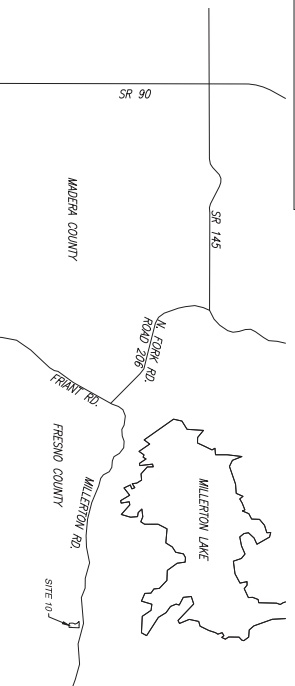 SR 90
SR 145
MADERA COUNTY
N. FORK RD.
ROAD 206
MILLERTON LAKE
FRIANT RD.
FRESNO COUNTY
MILLERTON RD.
SITE 10